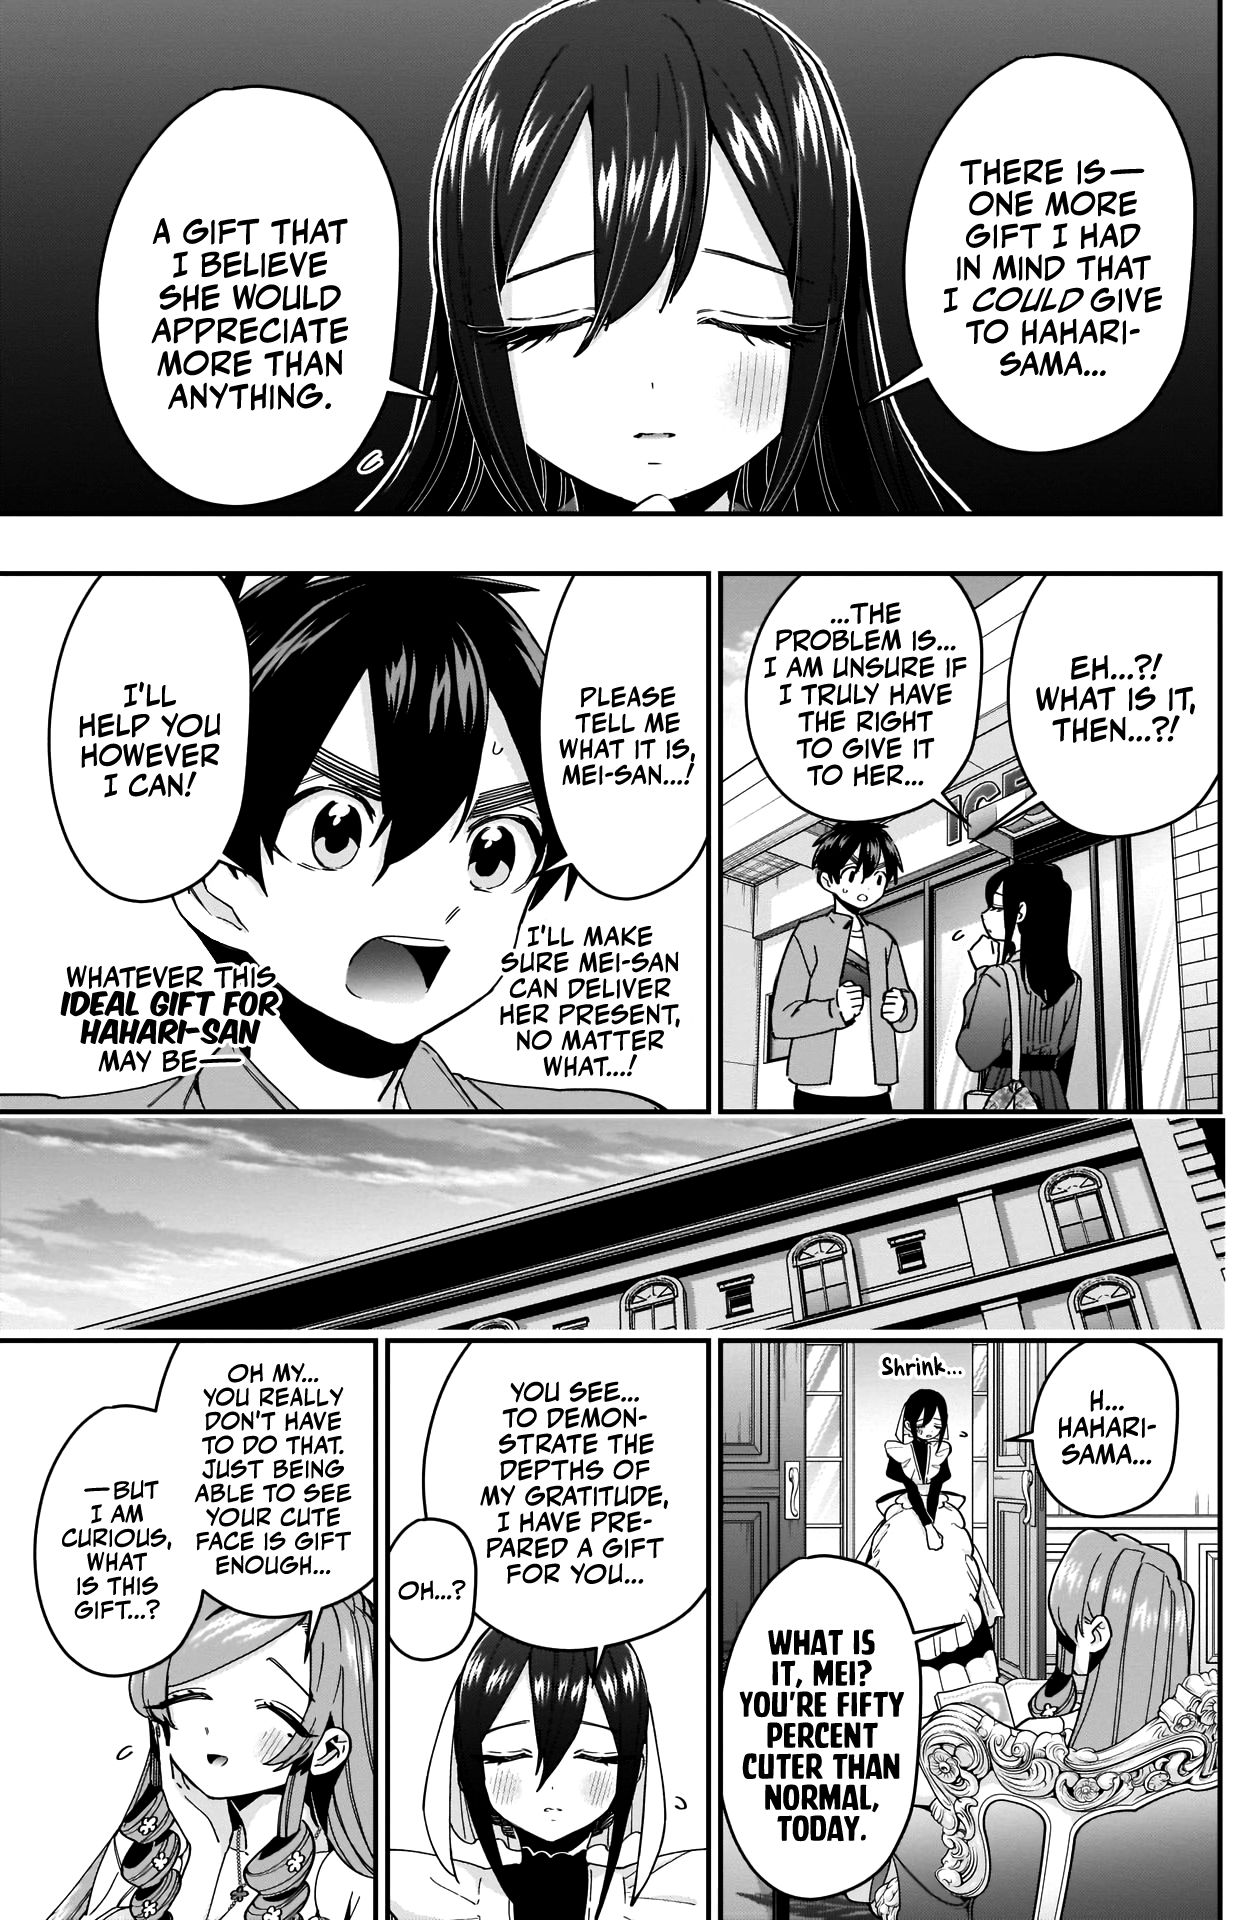 THERE IS—
ONE MORE
GIFT I HAD
IN MIND THAT
I COULD GIVE
TO HAHARI-
SAMA...
A GIFT THAT
I BELIEVE
SHE WOULD
APPRECIATE
MORE THAN
ANYTHING.
EH...?!
WHAT IS IT,
THEN...?!
...THE
PROBLEM IS...
I AM UNSURE IF
I TRULY HAVE
THE RIGHT
TO GIVE IT
TO HER...
PLEASE
TELL ME
WHAT IT IS,
MEI-SAN...!
I'LL
HELP YOU
HOWEVER
I CAN!
I'LL MAKE
SURE MEI-SAN
CAN DELIVER
HER PRESENT,
NO MATTER
WHAT...!
WHATEVER THIS
IDEAL GIFT FOR
HAHARI-SAN
MAY BE—
H...
HAHARI-
SAMA...
Shrink...
WHAT IS
IT, MEI?
YOU'RE FIFTY
PERCENT
CUTER THAN
NORMAL,
TODAY.
YOU SEE...
TO DEMON-
STRATE THE
DEPTHS OF
MY GRATITUDE,
I HAVE PRE-
PARED A GIFT
FOR YOU...
OH...?
OH MY...
YOU REALLY
DON'T HAVE
TO DO THAT.
JUST BEING
ABLE TO SEE
YOUR CUTE
FACE IS GIFT
ENOUGH...
—BUT
I AM
CURIOUS,
WHAT
IS THIS
GIFT...?